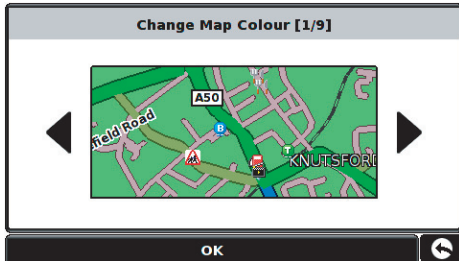 Change Map Colour [1/9]
A50
field Road
B
T
KNUTSFORD
OK